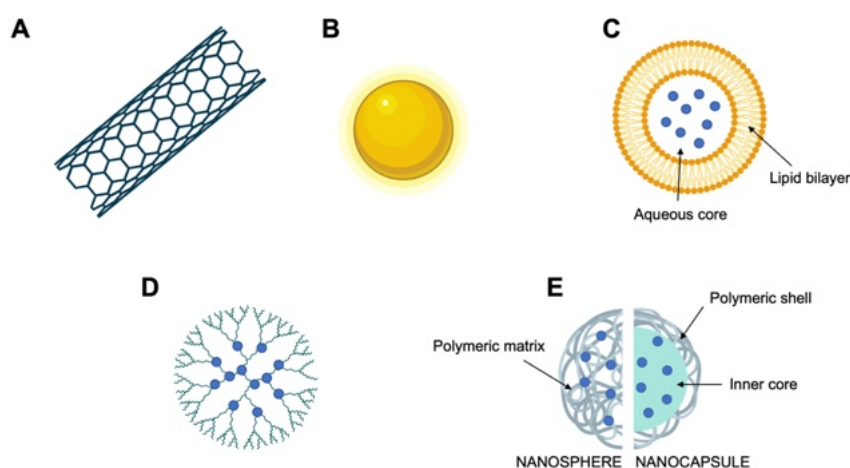 A
B
C
Lipid bilayer
Aqueous core
D
E
Polymeric shell
Polymeric matrix
Inner core
NANOSPHERE NANOCAPSULE